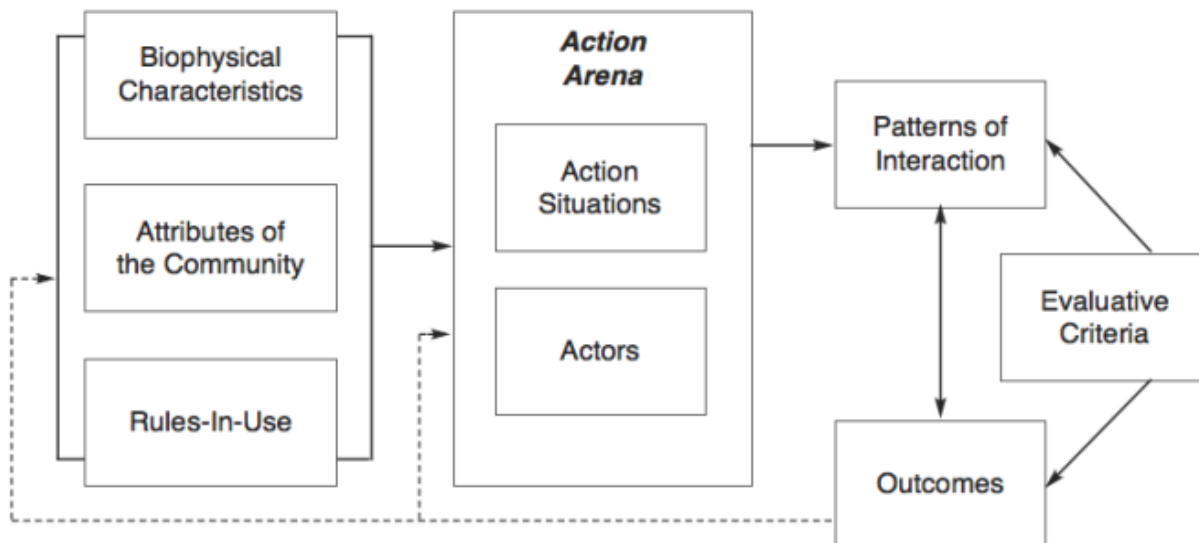 Biophysical
Characteristics
Attributes of
the Community
Rules-In-Use
Action
Arena
Action
Situations
Actors
Patterns of
Interaction
Evaluative
Criteria
Outcomes